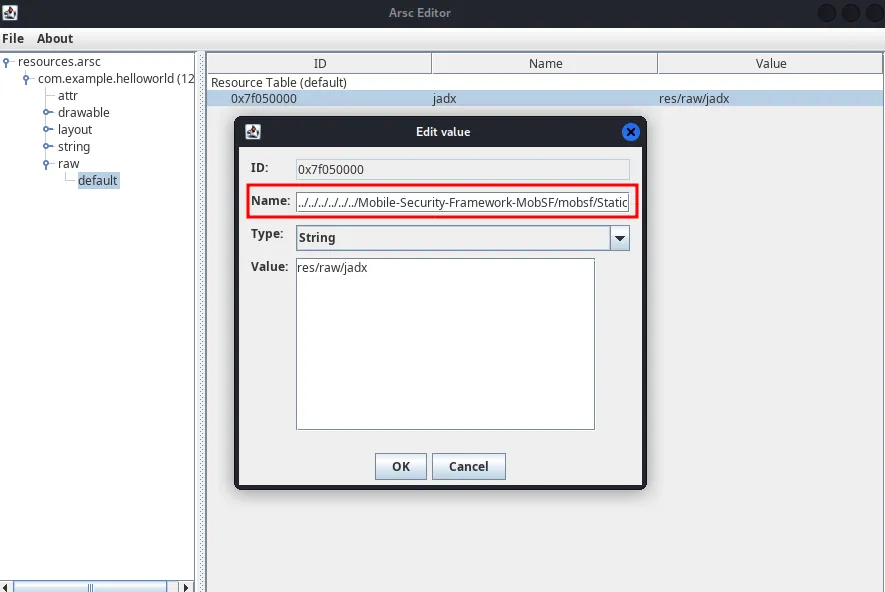 Arsc Editor
File About
resources.arsc
com.example.helloworld (12
attr
drawable
layout
string
raw
default
ID Name Value
Resource Table (default)
0x7f050000 jadx res/raw/jadx
Edit value
ID: 0x7f050000
Name: ../../../../../../Mobile-Security-Framework-MobSF/mobsf/Static
Type: String
Value: res/raw/jadx
OK Cancel